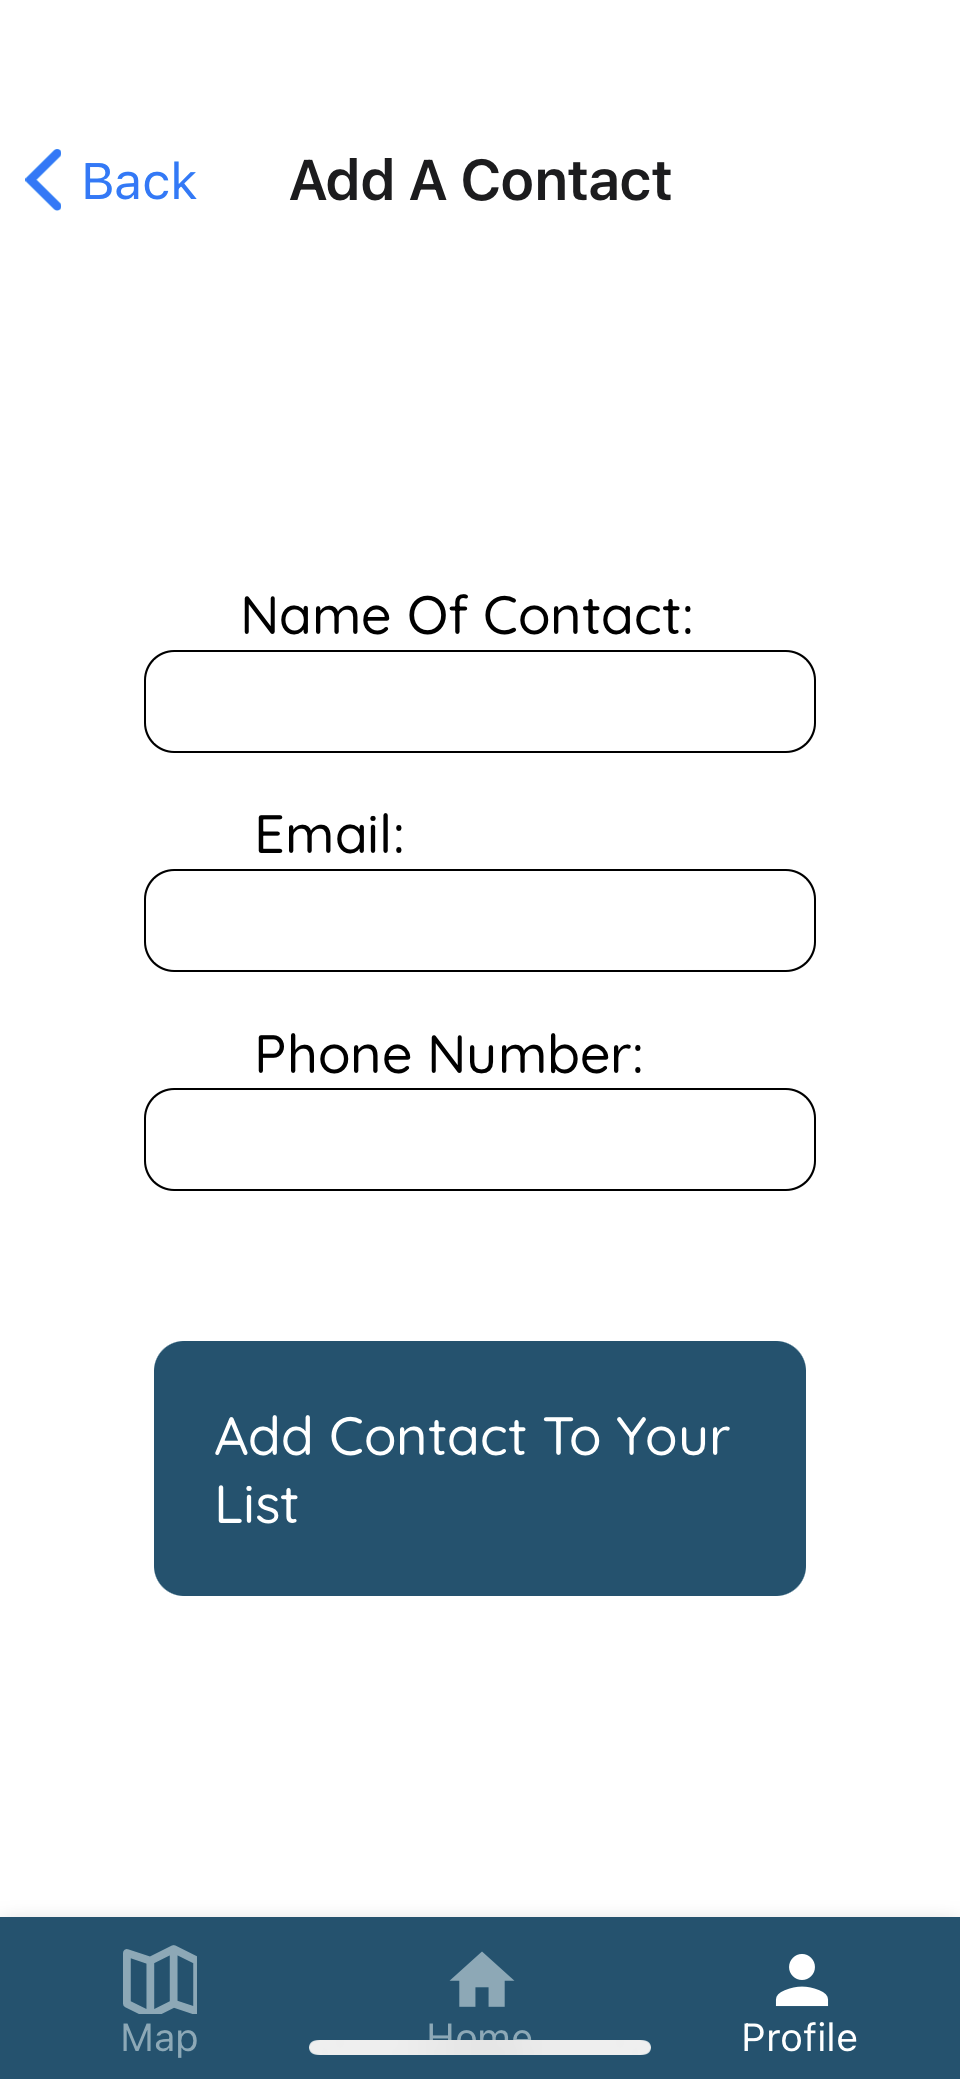 Back
Add A Contact
Name Of Contact:
Email:
Phone Number:
Add Contact To Your
List
Map
Home
Profile